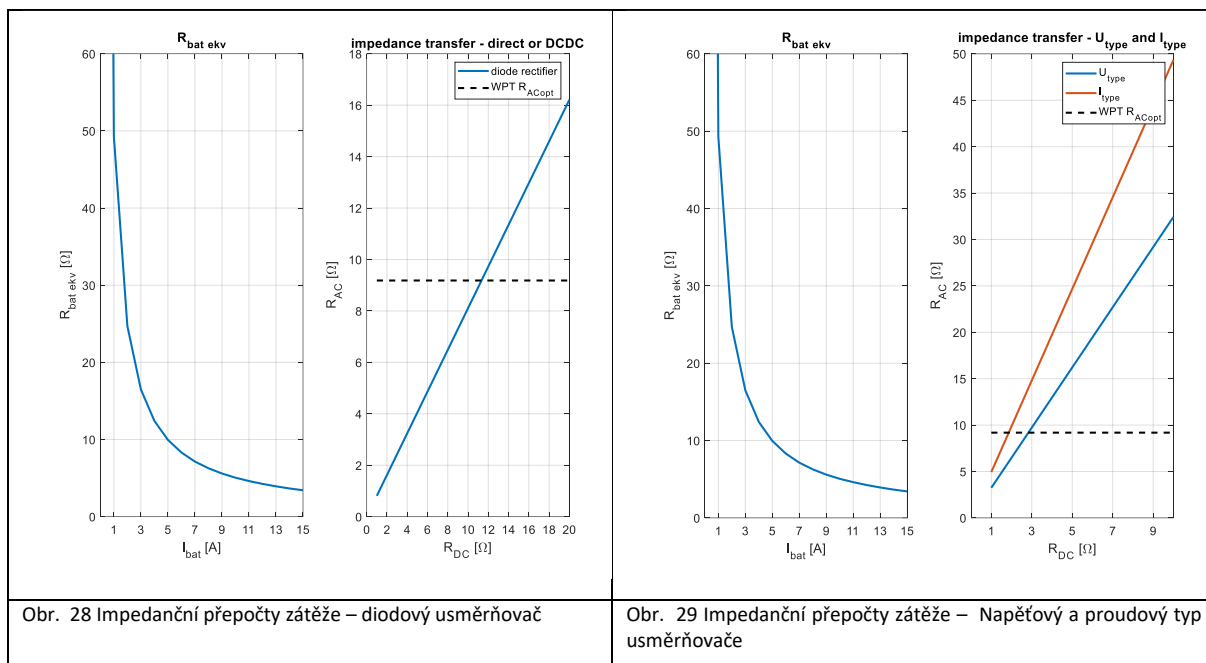 R_bat ekv
60
50
40
30
20
10
0
R_bat ekv [Ω]
1 3 5 7 9 11 13 15
I_bat [A]
impedance transfer - direct or DCDC
18
16
14
12
10
8
6
4
2
0
R_AC [Ω]
diode rectifier
WPT R_ACopt
0 2 4 6 8 10 12 14 16 18 20
R_DC [Ω]
Obr. 28 Impedanční přepočty zátěže – diodový usměrňovač
R_bat ekv
60
50
40
30
20
10
0
R_bat ekv [Ω]
1 3 5 7 9 11 13 15
I_bat [A]
impedance transfer - U_type and I_type
50
45
40
35
30
25
20
15
10
5
0
R_AC [Ω]
U_type
I_type
WPT R_ACopt
1 3 5 7 9
R_DC [Ω]
Obr. 29 Impedanční přepočty zátěže – Napěťový a proudový typ
usměrňovače